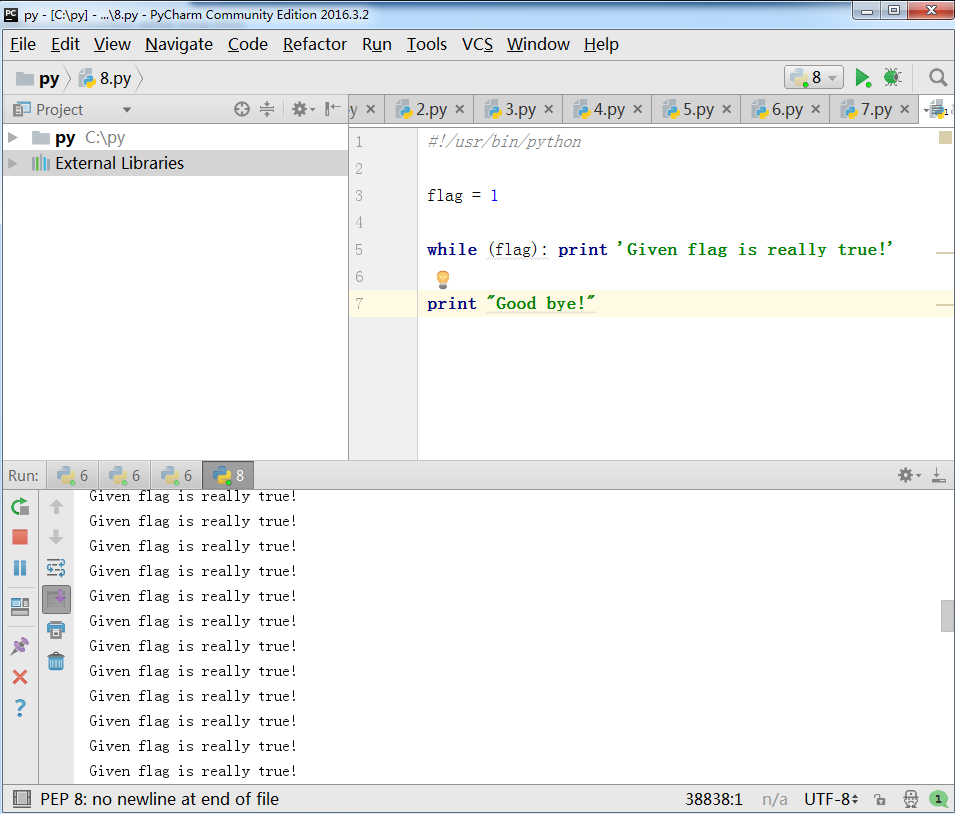 py - [C:\py] - ...\8.py - PyCharm Community Edition 2016.3.2
File Edit View Navigate Code Refactor Run Tools VCS Window Help
py 8.py 8
Project y 2.py 3.py 4.py 5.py 6.py 7.py
py C:\py
External Libraries
1 #!/usr/bin/python
2
3 flag = 1
4
5 while (flag): print 'Given flag is really true!'
6
7 print "Good bye!"
Run: 6 6 6 8
Given flag is really true!
Given flag is really true!
Given flag is really true!
Given flag is really true!
Given flag is really true!
Given flag is really true!
Given flag is really true!
Given flag is really true!
Given flag is really true!
Given flag is really true!
Given flag is really true!
Given flag is really true!
PEP 8: no newline at end of file 38838:1 n/a UTF-8 1